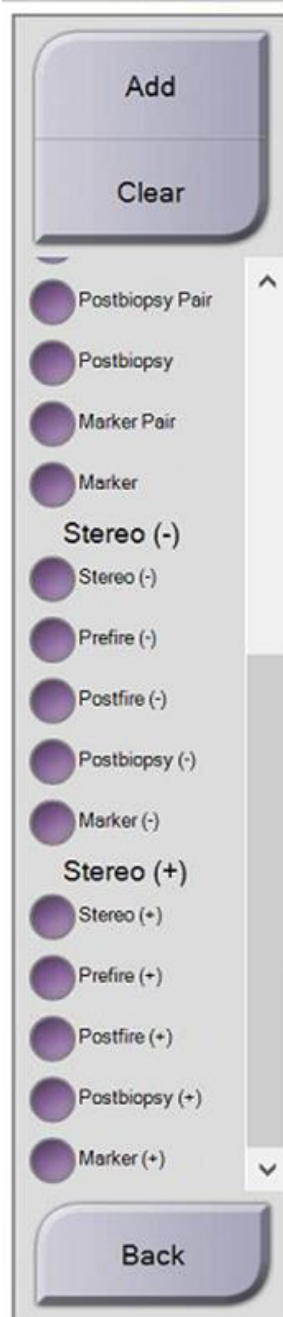 Add
Clear
Postbiopsy Pair
Postbiopsy
Marker Pair
Marker
Stereo (-)
Stereo (-)
Prefire (-)
Postfire (-)
Postbiopsy (-)
Marker (-)
Stereo (+)
Stereo (+)
Prefire (+)
Postfire (+)
Postbiopsy (+)
Marker (+)
Back